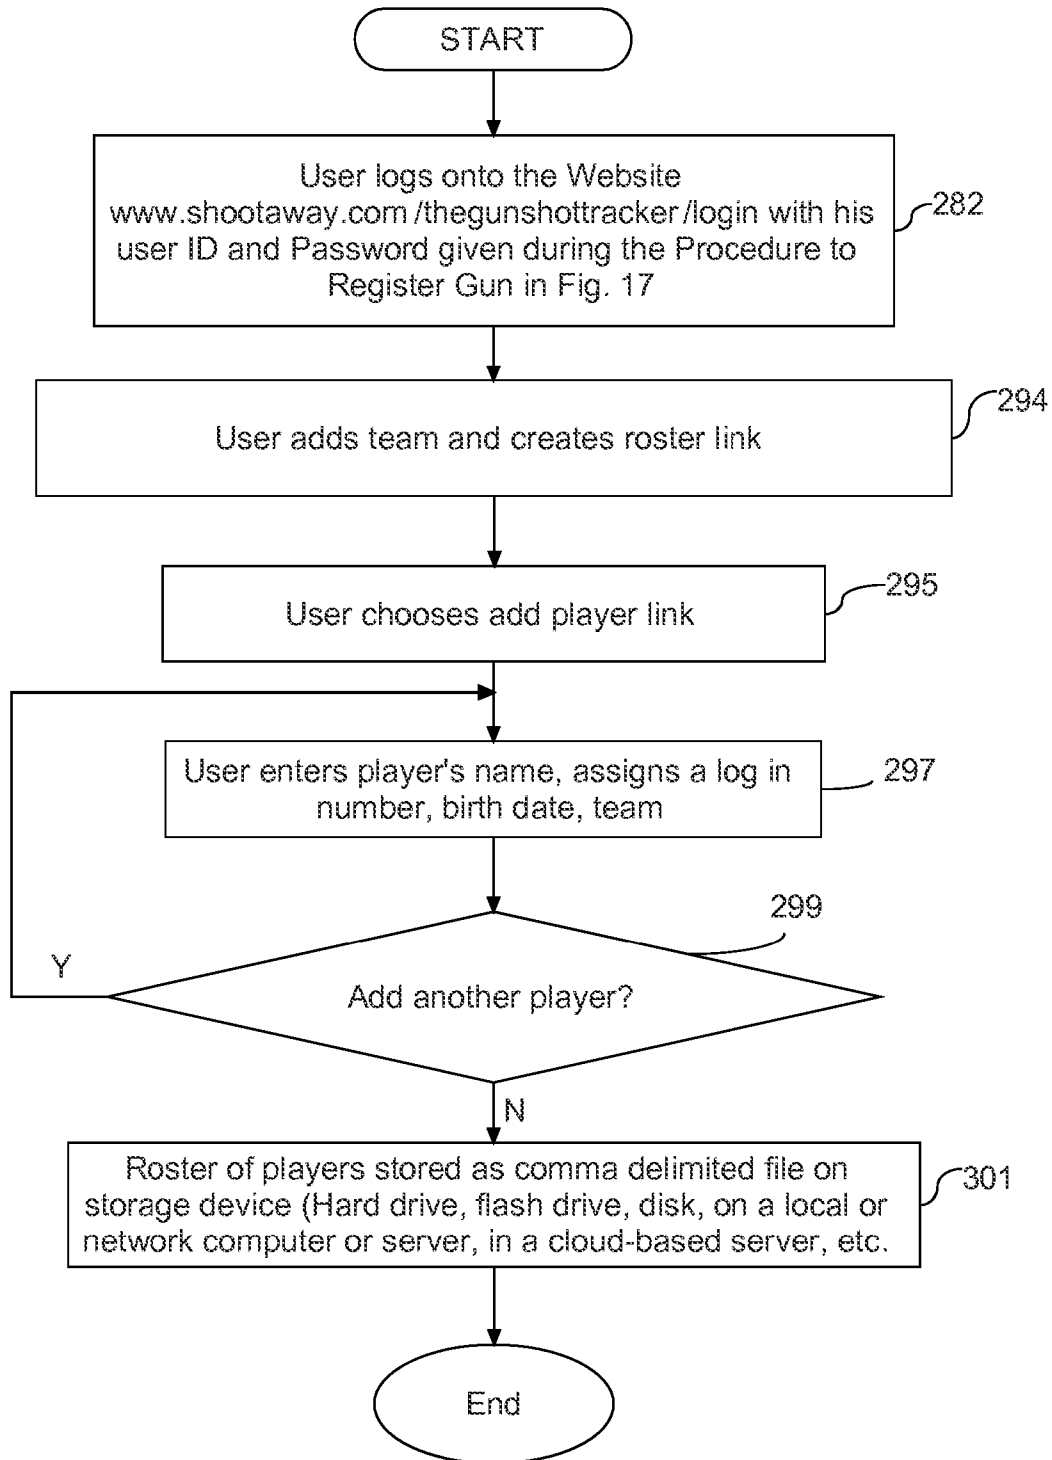 START
User logs onto the Website
www.shootaway.com/thegunshottracker/login with his
user ID and Password given during the Procedure to
Register Gun in Fig. 17
282
User adds team and creates roster link
294
User chooses add player link
295
User enters player's name, assigns a log in
number, birth date, team
297
299
Y
Add another player?
N
Roster of players stored as comma delimited file on
storage device (Hard drive, flash drive, disk, on a local or
network computer or server, in a cloud-based server, etc.
301
End